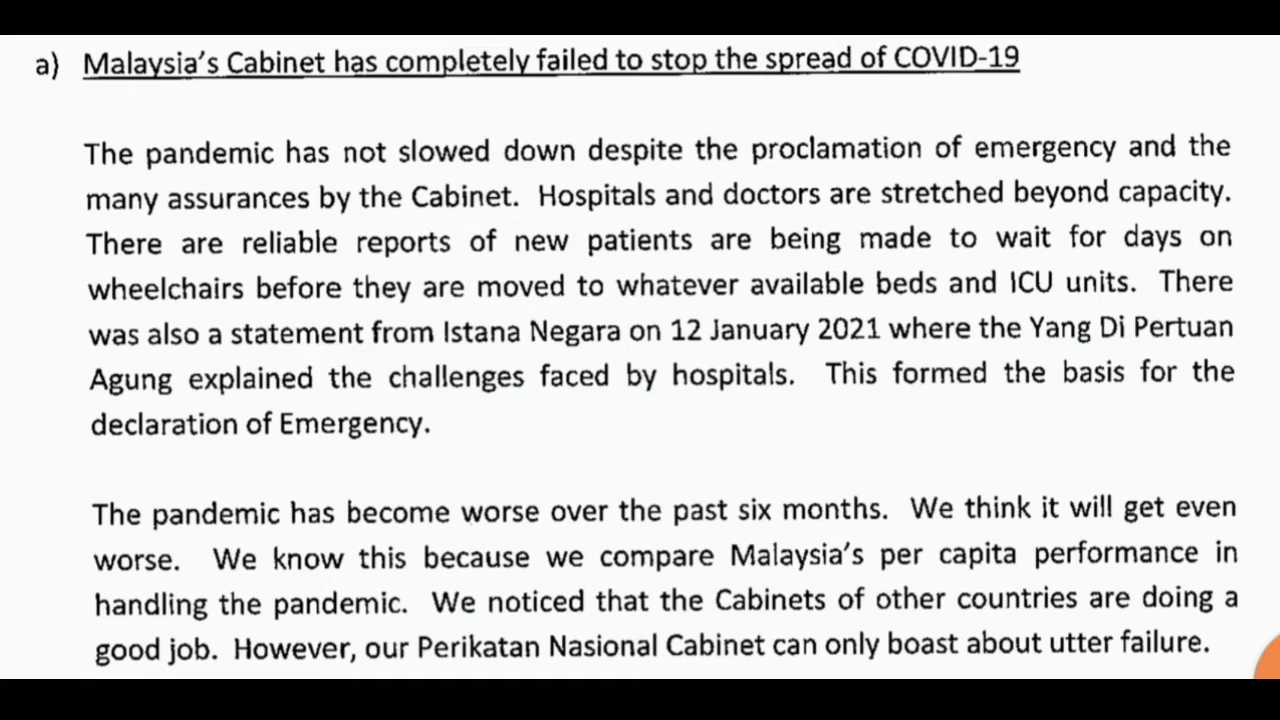 a) Malaysia's Cabinet has completely failed to stop the spread of COVID-19
The pandemic has not slowed down despite the proclamation of emergency and the
many assurances by the Cabinet. Hospitals and doctors are stretched beyond capacity.
There are reliable reports of new patients are being made to wait for days on
wheelchairs before they are moved to whatever available beds and ICU units. There
was also a statement from Istana Negara on 12 January 2021 where the Yang Di Pertuan
Agung explained the challenges faced by hospitals. This formed the basis for the
declaration of Emergency.
The pandemic has become worse over the past six months. We think it will get even
worse. We know this because we compare Malaysia's per capita performance in
handling the pandemic. We noticed that the Cabinets of other countries are doing a
good job. However, our Perikatan Nasional Cabinet can only boast about utter failure.